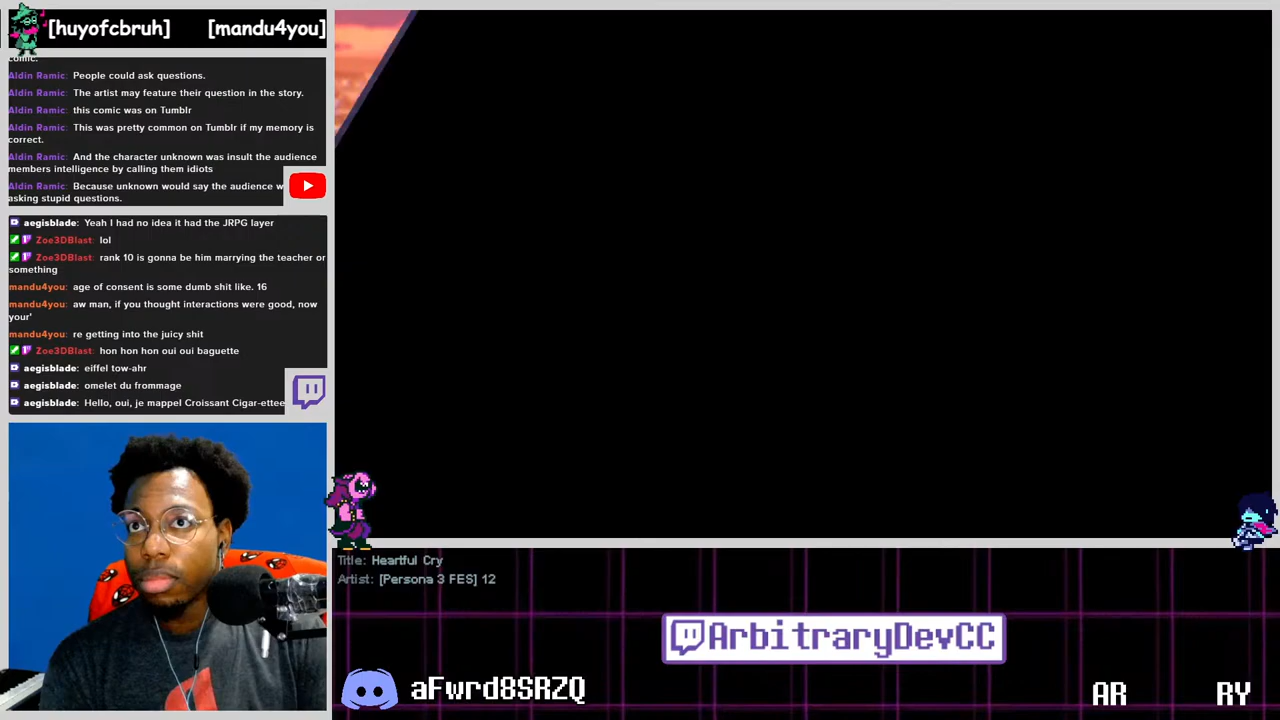 [huyofcbruh] [mandu4you]
comic.
Aldin Ramic: People could ask questions.
Aldin Ramic: The artist may feature their question in the story.
Aldin Ramic: this comic was on Tumblr
Aldin Ramic: This was pretty common on Tumblr if my memory is
correct.
Aldin Ramic: And the character unknown was insult the audience
members intelligence by calling them idiots
Aldin Ramic: Because unknown would say the audience w
asking stupid questions.
aegisblade: Yeah I had no idea it had the JRPG layer
Zoe3DBlast: lol
Zoe3DBlast: rank 10 is gonna be him marrying the teacher or
something
mandu4you: age of consent is some dumb shit like. 16
mandu4you: aw man, if you thought interactions were good, now
your'
mandu4you: re getting into the juicy shit
Zoe3DBlast: hon hon hon oui oui baguette
aegisblade: eiffel tow-ahr
aegisblade: omelet du frommage
aegisblade: Hello, oui, je mappel Croissant Cigar-ettee
Title: Heartful Cry
Artist: [Persona 3 FES] 12
ArbitraryDevCC
aFwrd8SRZQ
AR RY